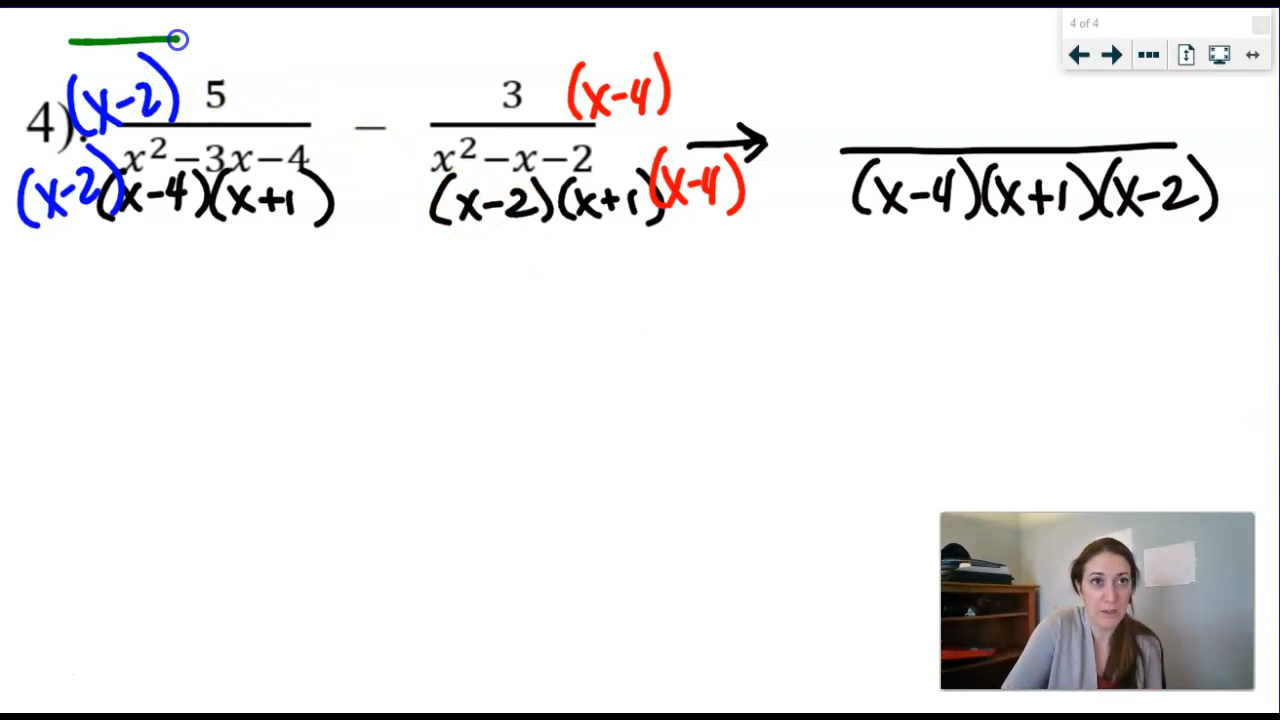 4 of 4
4). (x-2) 5 / x² − 3x − 4 − 3 (x-4) / x² − x − 2 →
(x-2)(x-4)(x+1) (x-2)(x+1)(x-4) (x-4)(x+1)(x-2)